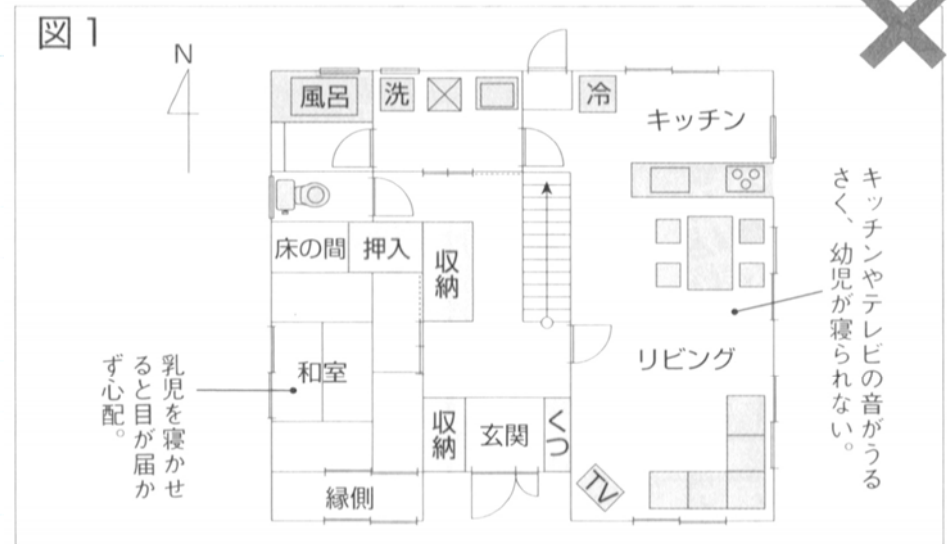 図1
N
風呂
洗
冷
キッチン
床の間
押入
収納
和室
リビング
収納
玄関
くつ
縁側
TV
キッチンやテレビの音がうる
さく、幼児が寝られない。
乳児を寝かせ
ると目が届か
ず心配。